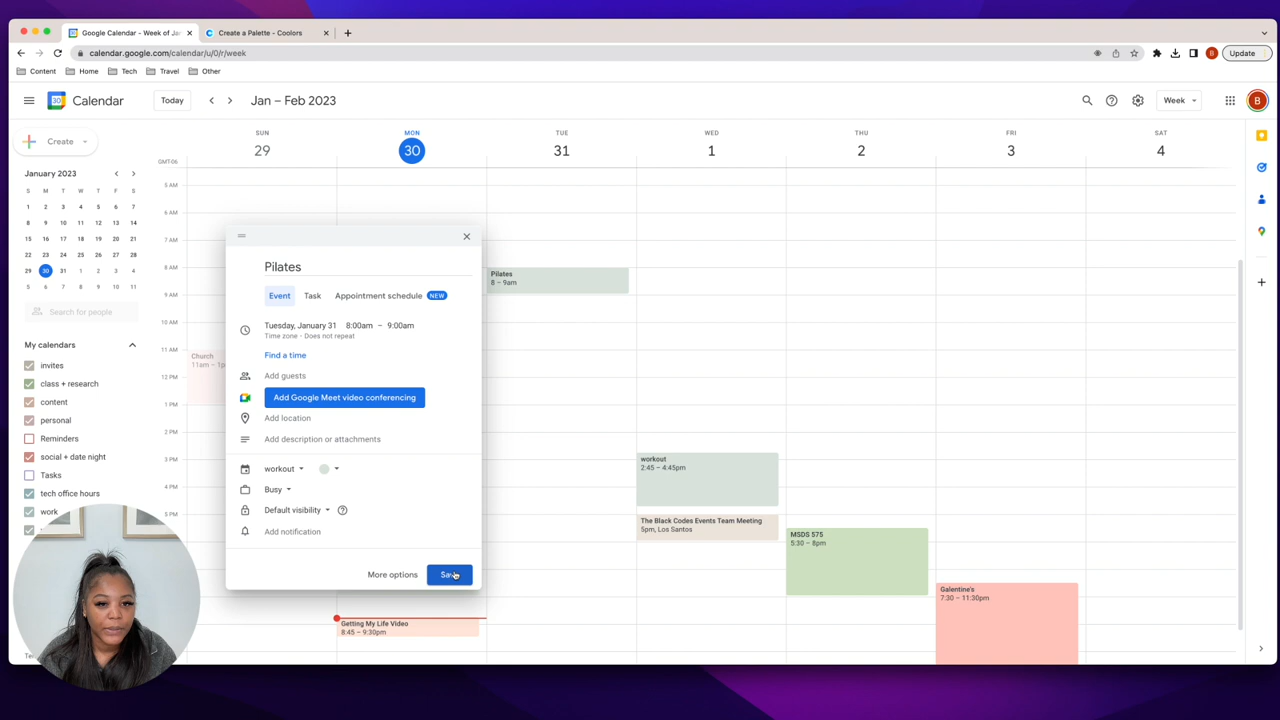 Google Calendar - Week of Ja
Create a Palette - Coolors
calendar.google.com/calendar/u/0/r/week
Update
Content
Home
Tech
Travel
Other
Calendar
Today
Jan – Feb 2023
Week
B
Create
SUN
29
MON
30
TUE
31
WED
1
THU
2
FRI
3
SAT
4
GMT-06
January 2023
S M T W T F S
1 2 3 4 5 6 7
8 9 10 11 12 13 14
15 16 17 18 19 20 21
22 23 24 25 26 27 28
29 30 31 1 2 3 4
5 6 7 8 9 10 11
Search for people
My calendars
invites
class + research
content
personal
Reminders
social + date night
Tasks
tech office hours
work
5 AM
6 AM
7 AM
8 AM
9 AM
10 AM
11 AM
12 PM
1 PM
2 PM
3 PM
4 PM
5 PM
Church
11am – 1p
Pilates
Event
Task
Appointment schedule NEW
Tuesday, January 31 8:00am – 9:00am
Time zone - Does not repeat
Find a time
Add guests
Add Google Meet video conferencing
Add location
Add description or attachments
workout
Busy
Default visibility
Add notification
More options
Save
Pilates
8 – 9am
workout
2:45 – 4:45pm
The Black Codes Events Team Meeting
5pm, Los Santos
MSDS 575
5:30 – 8pm
Galentine's
7:30 – 11:30pm
Getting My Life Video
8:45 – 9:30pm